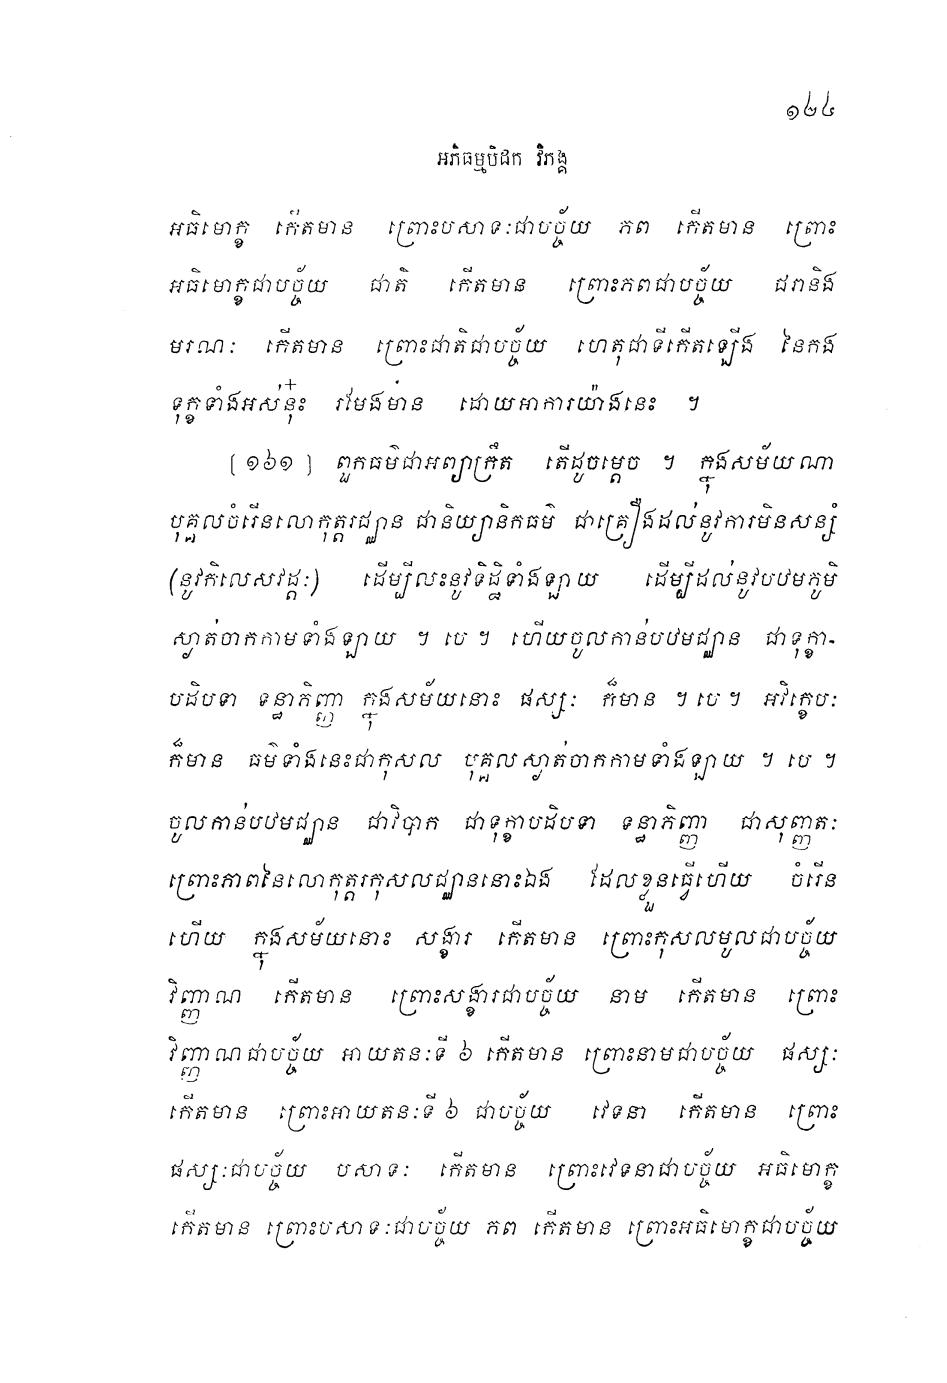 ១៤៤
អភិធម្មបិដក វិភង្គ
អធិមោក្ខ កើតមាន ព្រោះបសាទៈជាបច្ច័យ ភព កើតមាន ព្រោះ
អធិមោក្ខជាបច្ច័យ ជាតិ កើតមាន ព្រោះភពជាបច្ច័យ ជរានិង
មរណៈ កើតមាន ព្រោះជាតិជាបច្ច័យ ហេតុជាទីកើតឡើង នៃកង
ទុក្ខទាំងអស់នុ៎ះ រមែងមាន ដោយអាការយ៉ាងនេះ ។
[១៦១] ពួកធម៌ជាអព្យាក្រឹត តើដូចម្តេច ។ ក្នុងសម័យណា
បុគ្គលចំរើនលោកុត្តរជ្ឈាន ជានិយ្យានិកធម៌ ជាគ្រឿងដល់នូវការមិនសន្សំ
(នូវកិលេសវដ្តៈ) ដើម្បីលះនូវទិដ្ឋិទាំងឡាយ ដើម្បីដល់នូវបឋមភូមិ
ស្ងាត់ចាកកាមទាំងឡាយ ។ បេ ។ ហើយចូលកាន់បឋមជ្ឈាន ជាទុក្ខា-
បដិបទា ទន្ធាភិញ្ញា ក្នុងសម័យនោះ ផស្សៈ ក៏មាន ។ បេ ។ អវិក្ខេបៈ
ក៏មាន ធម៌ទាំងនេះជាកុសល បុគ្គលស្ងាត់ចាកកាមទាំងឡាយ ។ បេ ។
ចូលកាន់បឋមជ្ឈាន ជាវិបាក ជាទុក្ខាបដិបទា ទន្ធាភិញ្ញា ជាសុញ្ញតៈ
ព្រោះភាពនៃលោកុត្តរកុសលជ្ឈាននោះឯង ដែលខ្លួនធ្វើហើយ ចំរើន
ហើយ ក្នុងសម័យនោះ សង្ខារ កើតមាន ព្រោះកុសលមូលជាបច្ច័យ
វិញ្ញាណ កើតមាន ព្រោះសង្ខារជាបច្ច័យ នាម កើតមាន ព្រោះ
វិញ្ញាណជាបច្ច័យ អាយតនៈទី ៦ កើតមាន ព្រោះនាមជាបច្ច័យ ផស្សៈ
កើតមាន ព្រោះអាយតនៈទី ៦ ជាបច្ច័យ វេទនា កើតមាន ព្រោះ
ផស្សៈជាបច្ច័យ បសាទៈ កើតមាន ព្រោះវេទនាជាបច្ច័យ អធិមោក្ខ
កើតមាន ព្រោះបសាទៈជាបច្ច័យ ភព កើតមាន ព្រោះអធិមោក្ខជាបច្ច័យ